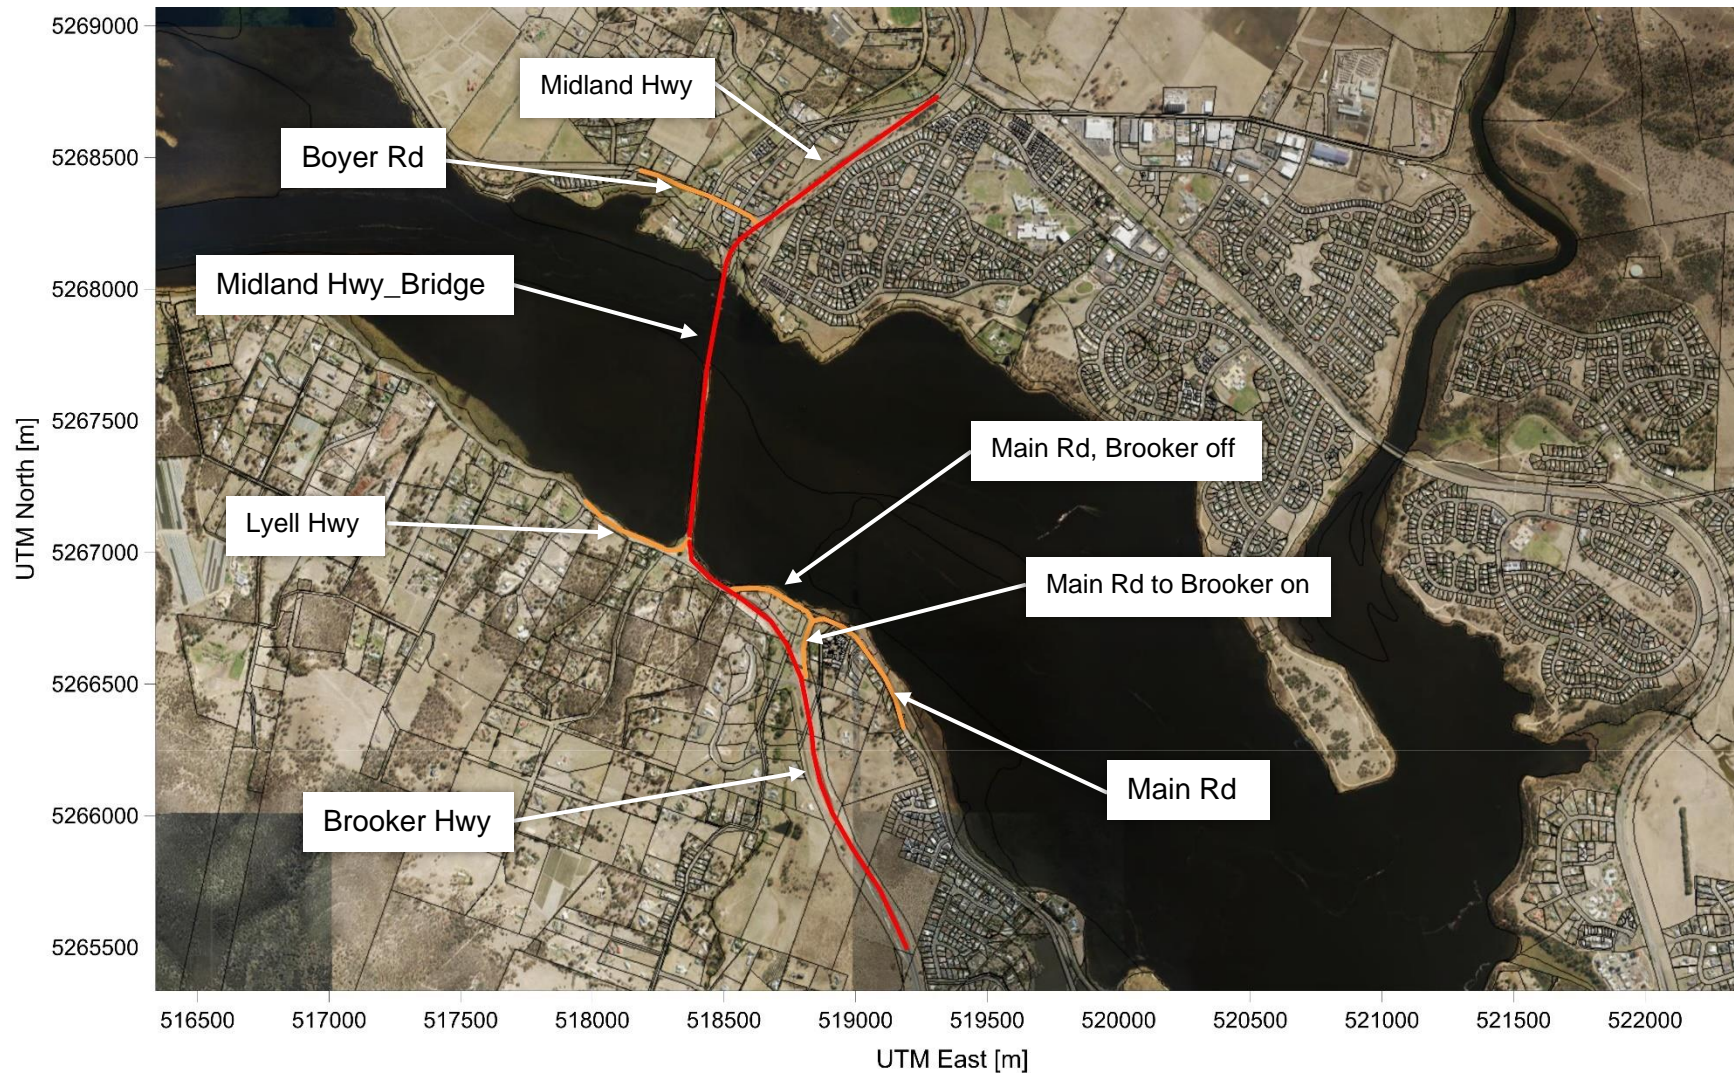 5269000
5268500
5268000
5267500
5267000
5266500
5266000
5265500
UTM North [m]
Midland Hwy
Boyer Rd
Midland Hwy_Bridge
Main Rd, Brooker off
Lyell Hwy
Main Rd to Brooker on
Main Rd
Brooker Hwy
516500 517000 517500 518000 518500 519000 519500 520000 520500 521000 521500 522000
UTM East [m]